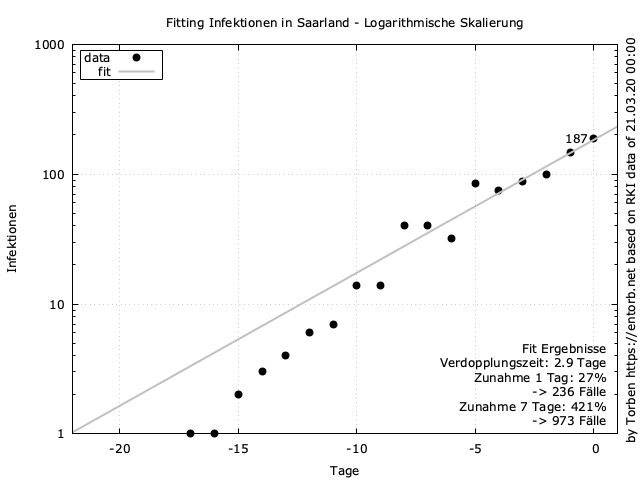 Fitting Infektionen in Saarland - Logarithmische Skalierung
data
fit
1000
100
10
1
Infektionen
187
Fit Ergebnisse
Verdopplungszeit: 2.9 Tage
Zunahme 1 Tag: 27%
-> 236 Fälle
Zunahme 7 Tage: 421%
-> 973 Fälle
-20 -15 -10 -5 0
Tage
by Torben https://entorb.net based on RKI data of 21.03.20 00:00